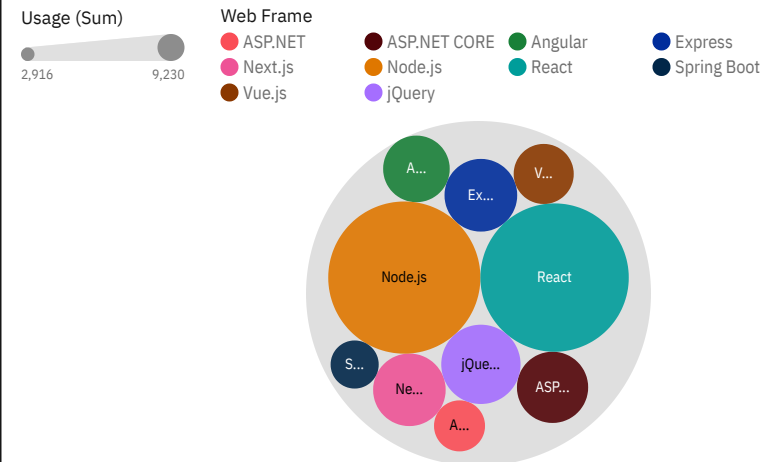 Usage (Sum)
2,916 9,230
Web Frame
ASP.NET ASP.NET CORE Angular Express
Next.js Node.js React Spring Boot
Vue.js jQuery
A...
Ex...
V...
Node.js
React
S...
Ne...
jQue...
ASP...
A...